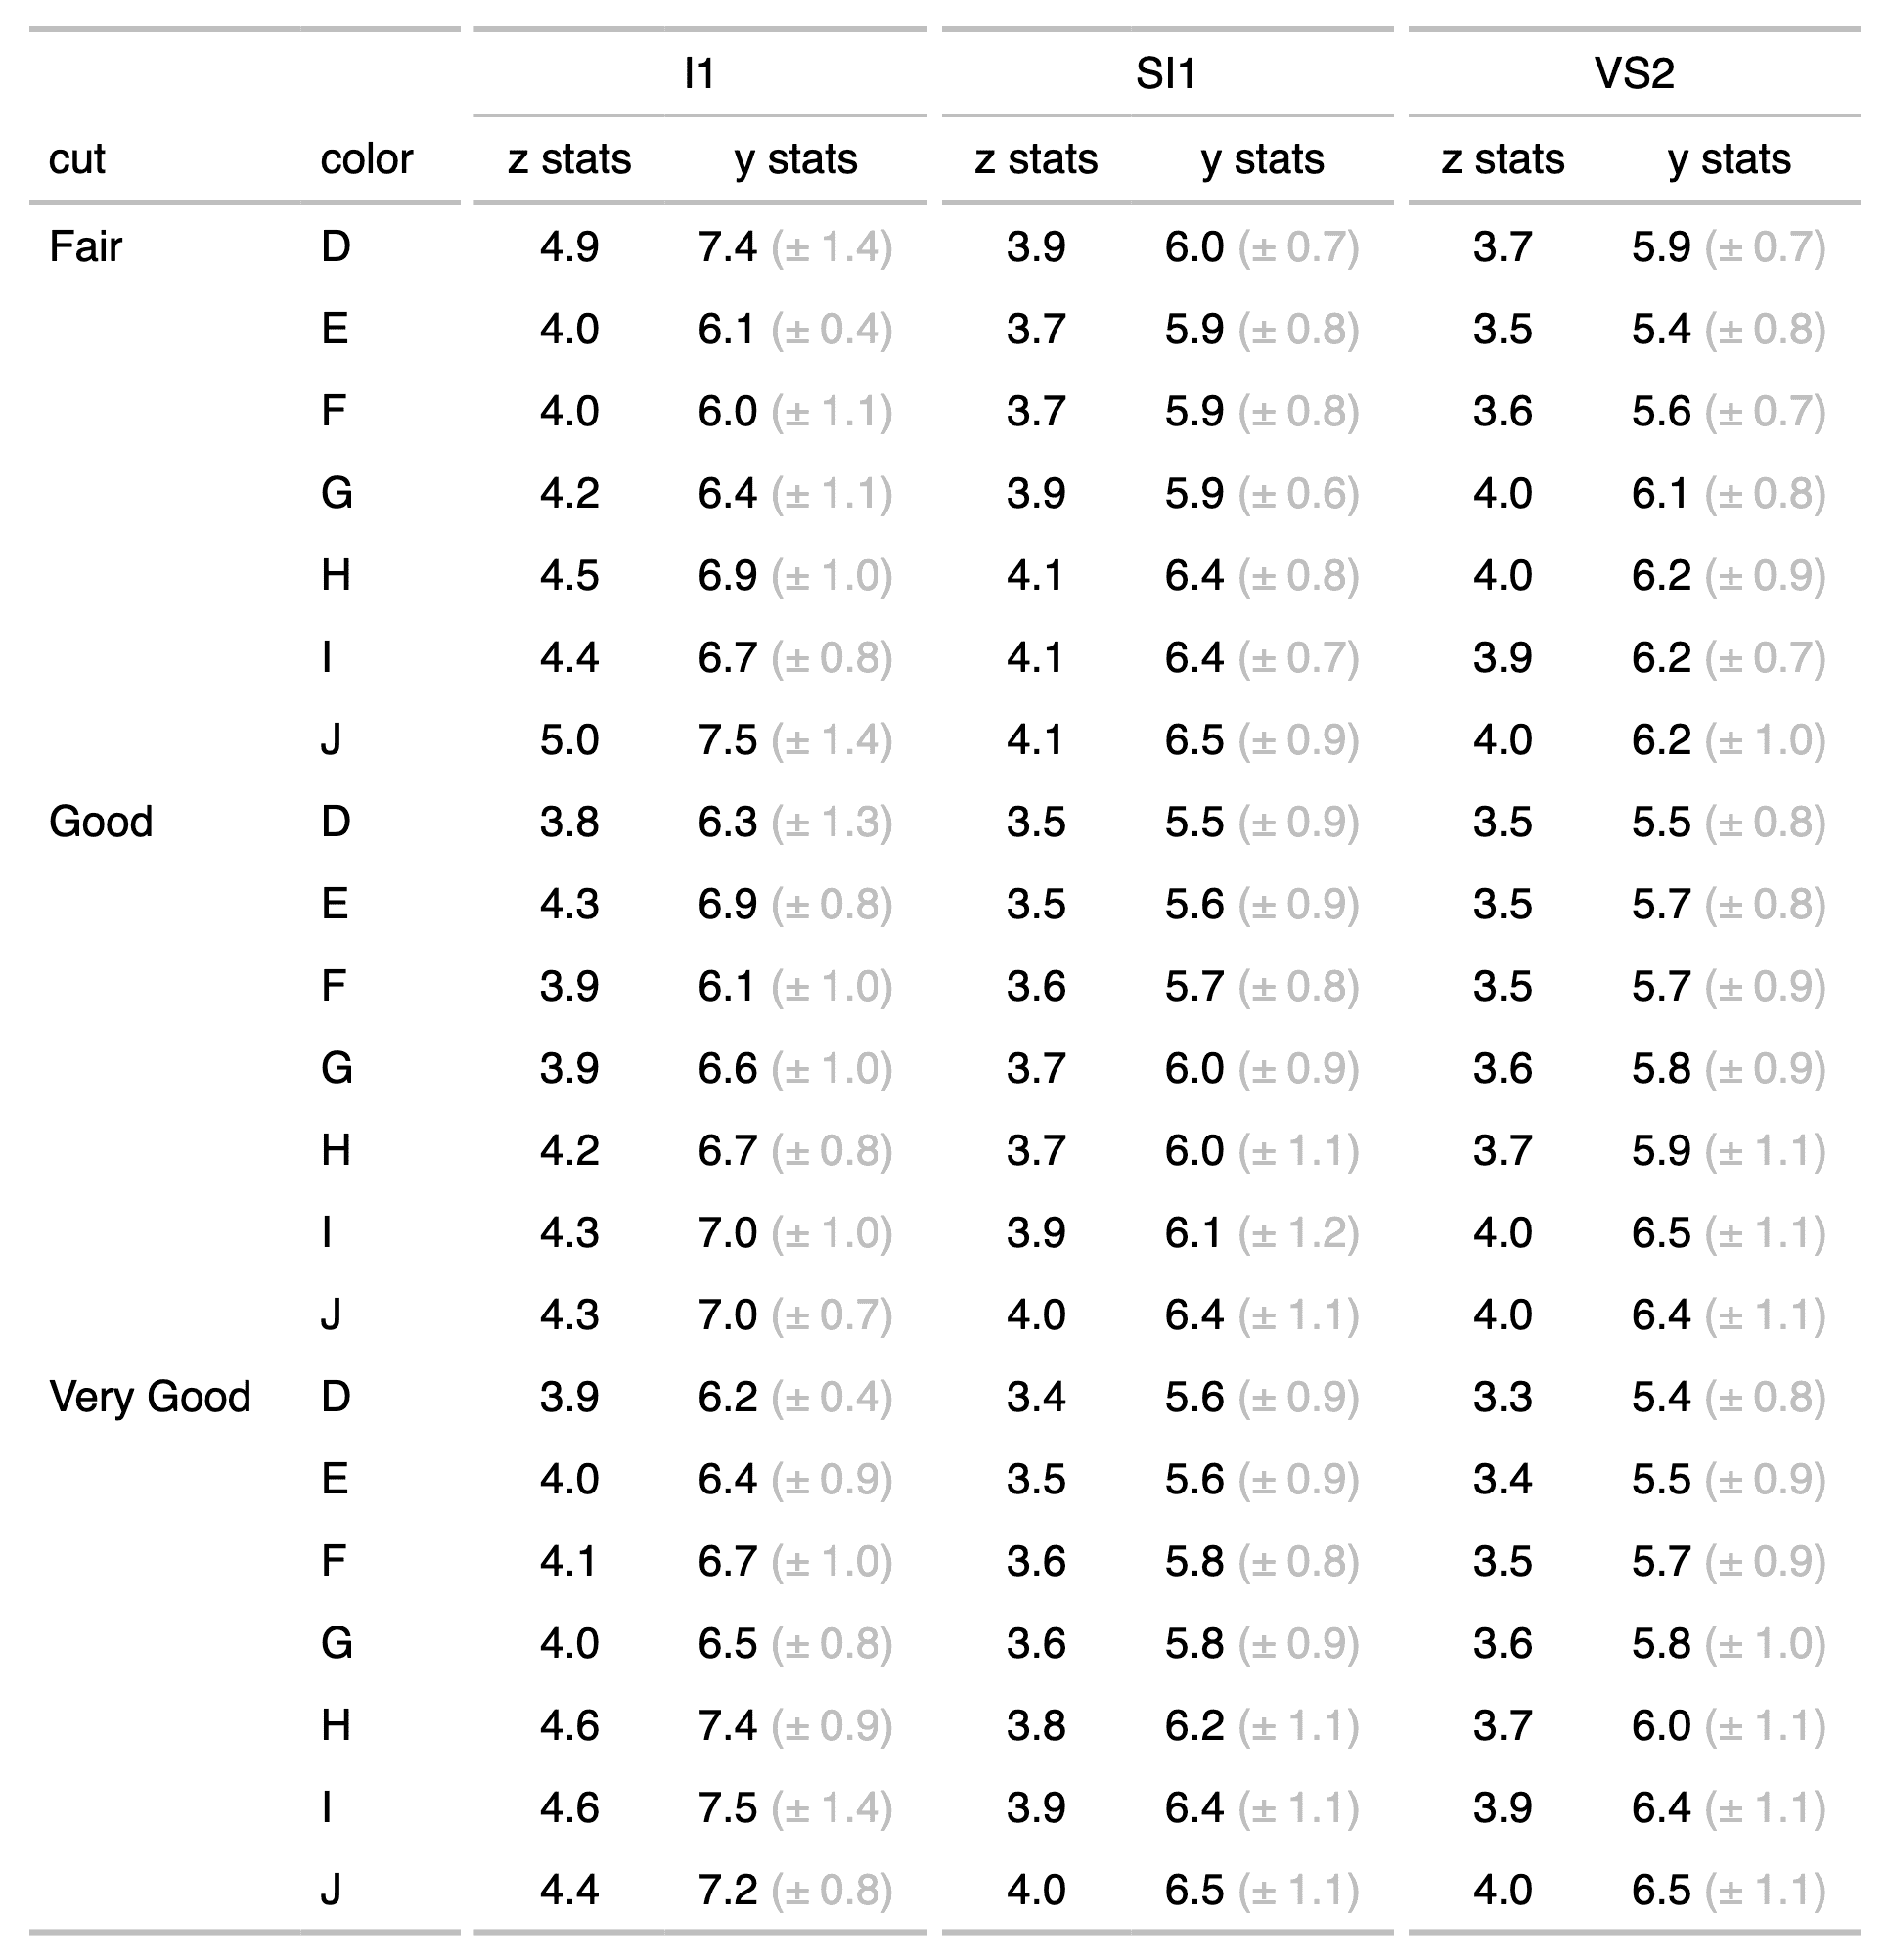 I1 SI1 VS2
cut color z stats y stats z stats y stats z stats y stats
Fair D 4.9 7.4 (± 1.4) 3.9 6.0 (± 0.7) 3.7 5.9 (± 0.7)
E 4.0 6.1 (± 0.4) 3.7 5.9 (± 0.8) 3.5 5.4 (± 0.8)
F 4.0 6.0 (± 1.1) 3.7 5.9 (± 0.8) 3.6 5.6 (± 0.7)
G 4.2 6.4 (± 1.1) 3.9 5.9 (± 0.6) 4.0 6.1 (± 0.8)
H 4.5 6.9 (± 1.0) 4.1 6.4 (± 0.8) 4.0 6.2 (± 0.9)
I 4.4 6.7 (± 0.8) 4.1 6.4 (± 0.7) 3.9 6.2 (± 0.7)
J 5.0 7.5 (± 1.4) 4.1 6.5 (± 0.9) 4.0 6.2 (± 1.0)
Good D 3.8 6.3 (± 1.3) 3.5 5.5 (± 0.9) 3.5 5.5 (± 0.8)
E 4.3 6.9 (± 0.8) 3.5 5.6 (± 0.9) 3.5 5.7 (± 0.8)
F 3.9 6.1 (± 1.0) 3.6 5.7 (± 0.8) 3.5 5.7 (± 0.9)
G 3.9 6.6 (± 1.0) 3.7 6.0 (± 0.9) 3.6 5.8 (± 0.9)
H 4.2 6.7 (± 0.8) 3.7 6.0 (± 1.1) 3.7 5.9 (± 1.1)
I 4.3 7.0 (± 1.0) 3.9 6.1 (± 1.2) 4.0 6.5 (± 1.1)
J 4.3 7.0 (± 0.7) 4.0 6.4 (± 1.1) 4.0 6.4 (± 1.1)
Very Good D 3.9 6.2 (± 0.4) 3.4 5.6 (± 0.9) 3.3 5.4 (± 0.8)
E 4.0 6.4 (± 0.9) 3.5 5.6 (± 0.9) 3.4 5.5 (± 0.9)
F 4.1 6.7 (± 1.0) 3.6 5.8 (± 0.8) 3.5 5.7 (± 0.9)
G 4.0 6.5 (± 0.8) 3.6 5.8 (± 0.9) 3.6 5.8 (± 1.0)
H 4.6 7.4 (± 0.9) 3.8 6.2 (± 1.1) 3.7 6.0 (± 1.1)
I 4.6 7.5 (± 1.4) 3.9 6.4 (± 1.1) 3.9 6.4 (± 1.1)
J 4.4 7.2 (± 0.8) 4.0 6.5 (± 1.1) 4.0 6.5 (± 1.1)